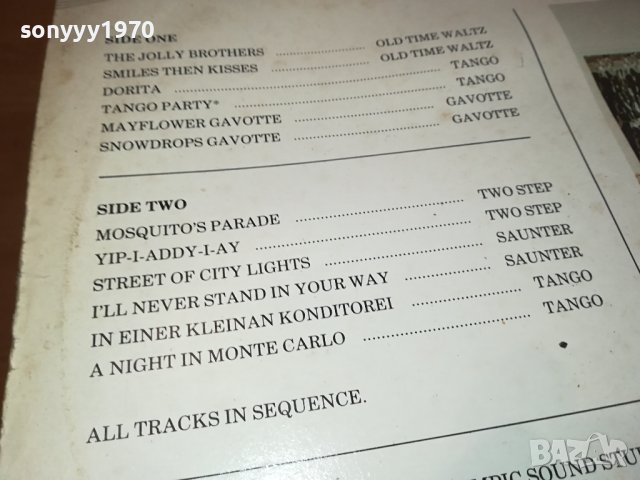 sonyyy1970
SIDE ONE
THE JOLLY BROTHERS ........ OLD TIME WALTZ
SMILES THEN KISSES ........ OLD TIME WALTZ
DORITA ........ TANGO
TANGO PARTY* ........ TANGO
MAYFLOWER GAVOTTE ........ GAVOTTE
SNOWDROPS GAVOTTE ........ GAVOTTE
SIDE TWO
MOSQUITO'S PARADE ........ TWO STEP
YIP-I-ADDY-I-AY ........ TWO STEP
STREET OF CITY LIGHTS ........ SAUNTER
I'LL NEVER STAND IN YOUR WAY ........ SAUNTER
IN EINER KLEINAN KONDITOREI ........ TANGO
A NIGHT IN MONTE CARLO ........ TANGO
ALL TRACKS IN SEQUENCE.
SOUND
BAZAR